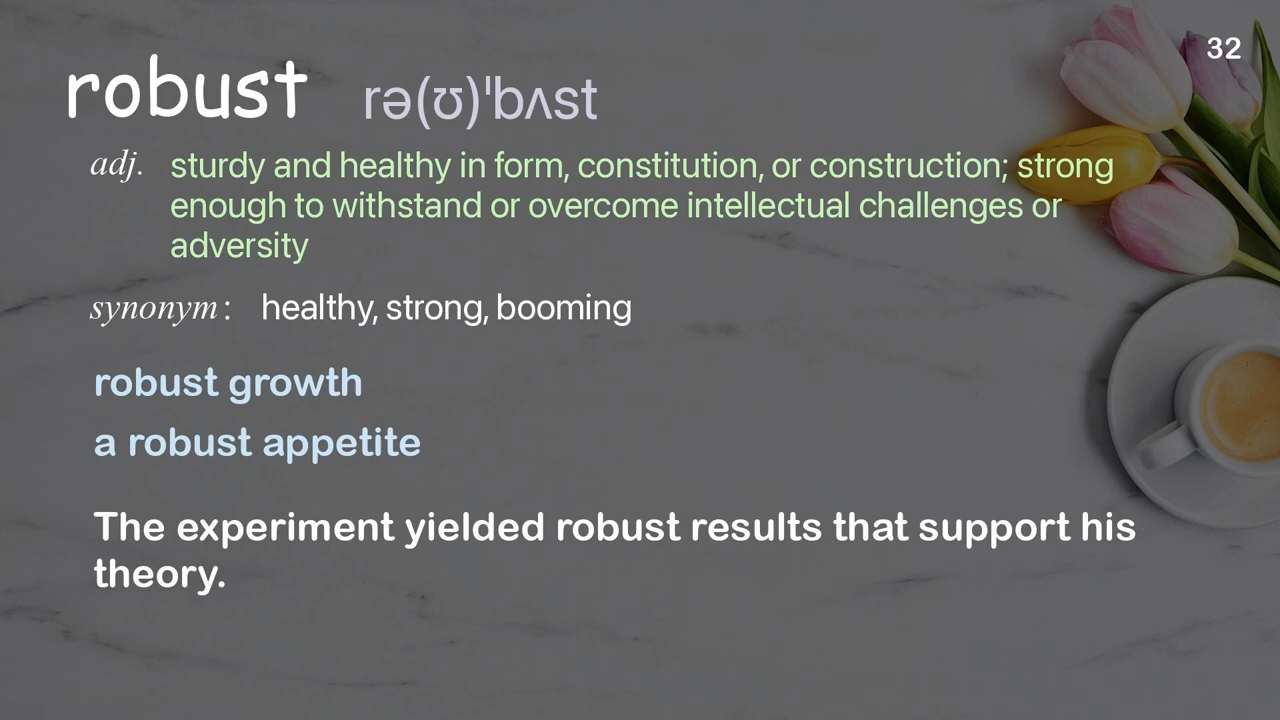 32
robust rə(ʊ)ˈbʌst
adj. sturdy and healthy in form, constitution, or construction; strong
enough to withstand or overcome intellectual challenges or
adversity
synonym: healthy, strong, booming
robust growth
a robust appetite
The experiment yielded robust results that support his
theory.